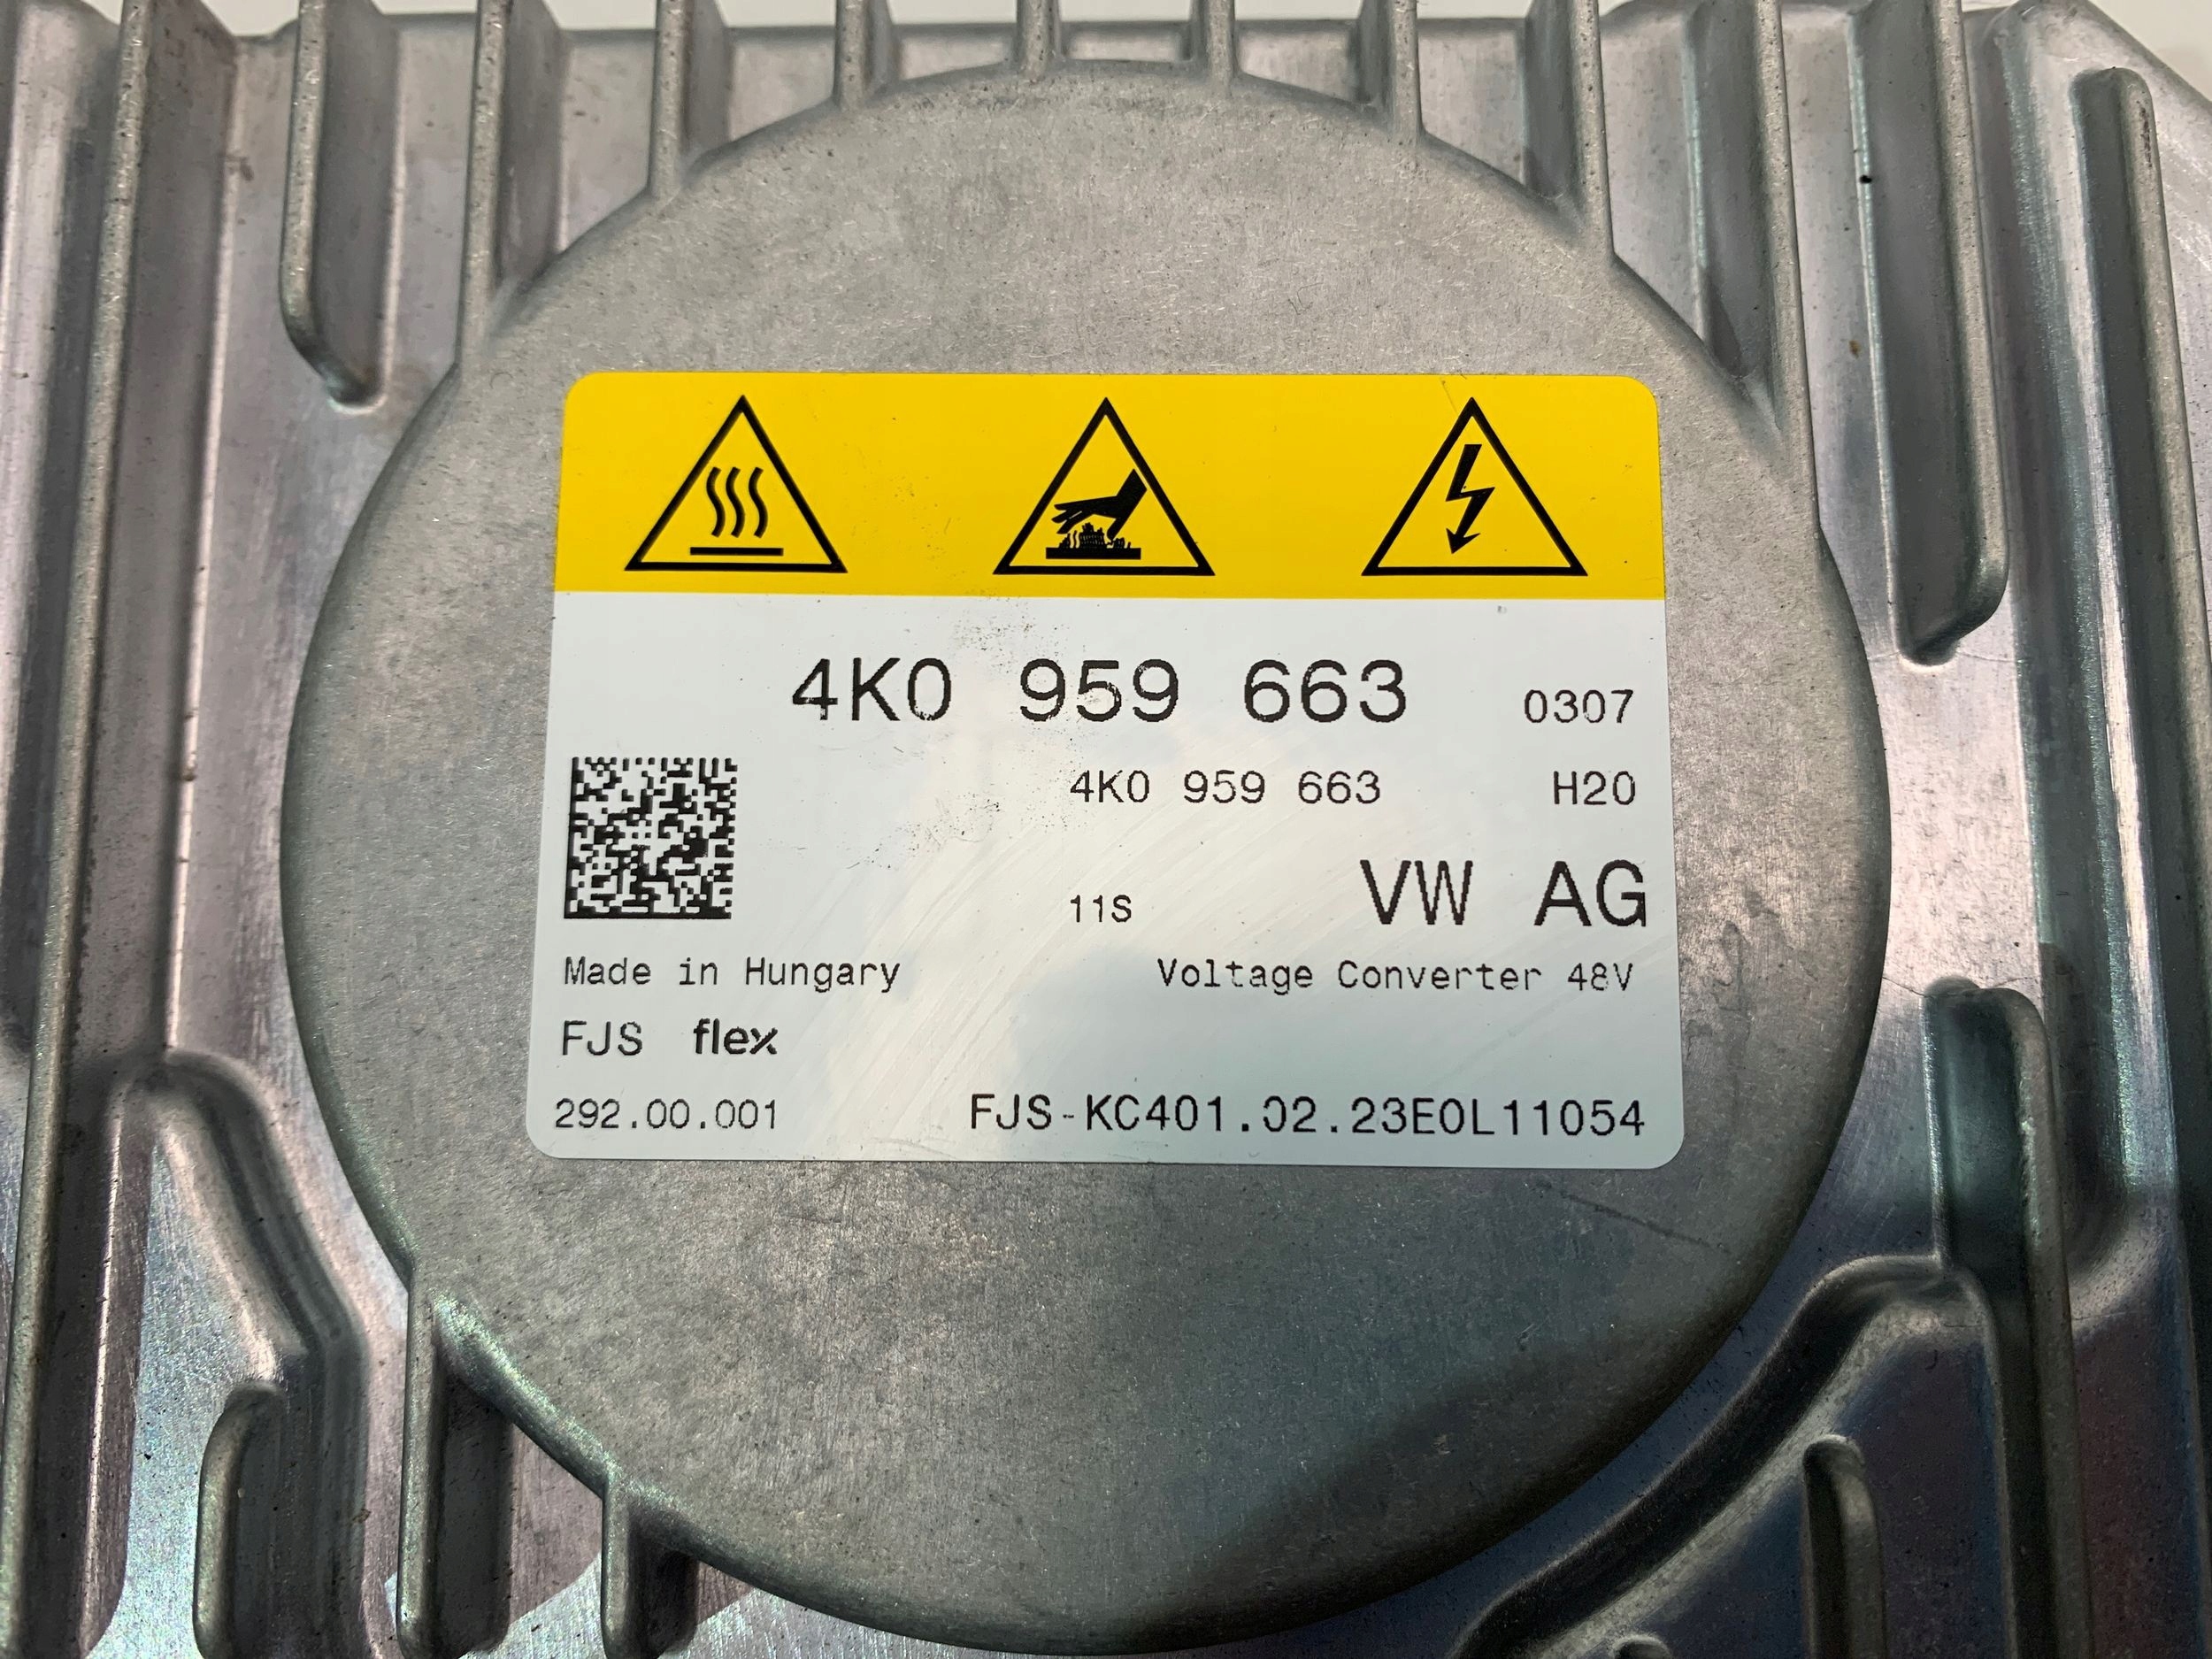 4K0 959 663 0307
4K0 959 663 H20
11S VW AG
Made in Hungary Voltage Converter 48V
FJS flex
292.00.001 FJS-KC401.02.23E0L11054